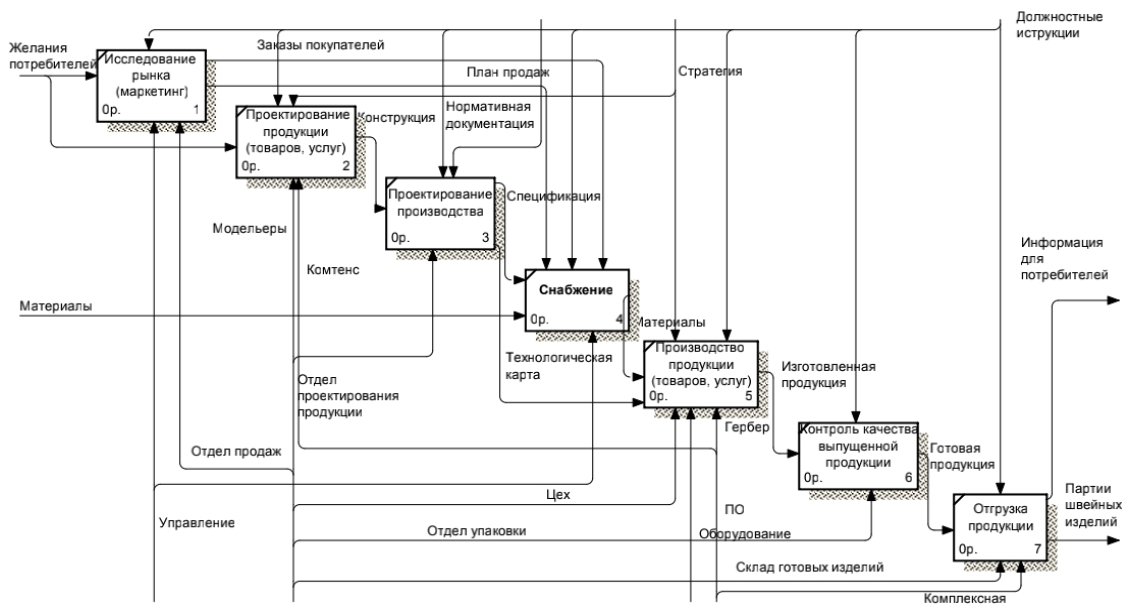 Должностные
иструкции
Желания
потребителей
Заказы покупателей
Исследование
рынка
(маркетинг)
0р. 1
План продаж
Стратегия
Нормативная
документация
Проектирование
продукции
(товаров, услуг)
0р. 2
Конструкция
Проектирование
производства
0р. 3
Спецификация
Модельеры
Комтенс
Информация
для
потребителей
Снабжение
0р. 4
Материалы
Материалы
Производство
продукции
(товаров, услуг)
0р. 5
Технологическая
карта
Изготовленная
продукция
Отдел
проектирования
продукции
Гербер
Контроль качества
выпущенной
продукции
0р. 6
Готовая
продукция
Отдел продаж
Цех
Партии
швейных
изделий
Управление
ПО
Отгрузка
продукции
0р. 7
Отдел упаковки
Оборудование
Склад готовых изделий
Комплексная